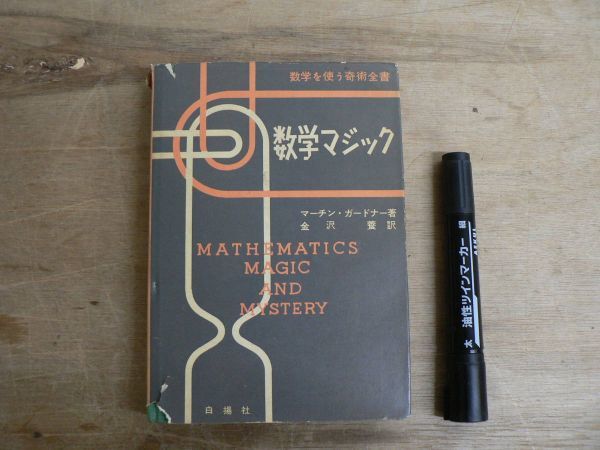 数学を使う奇術全書
数学マジック
マーチン・ガードナー著
金沢 養訳
MATHEMATICS
MAGIC
AND
MYSTERY
白揚社
太 油性ツインマーカー 細